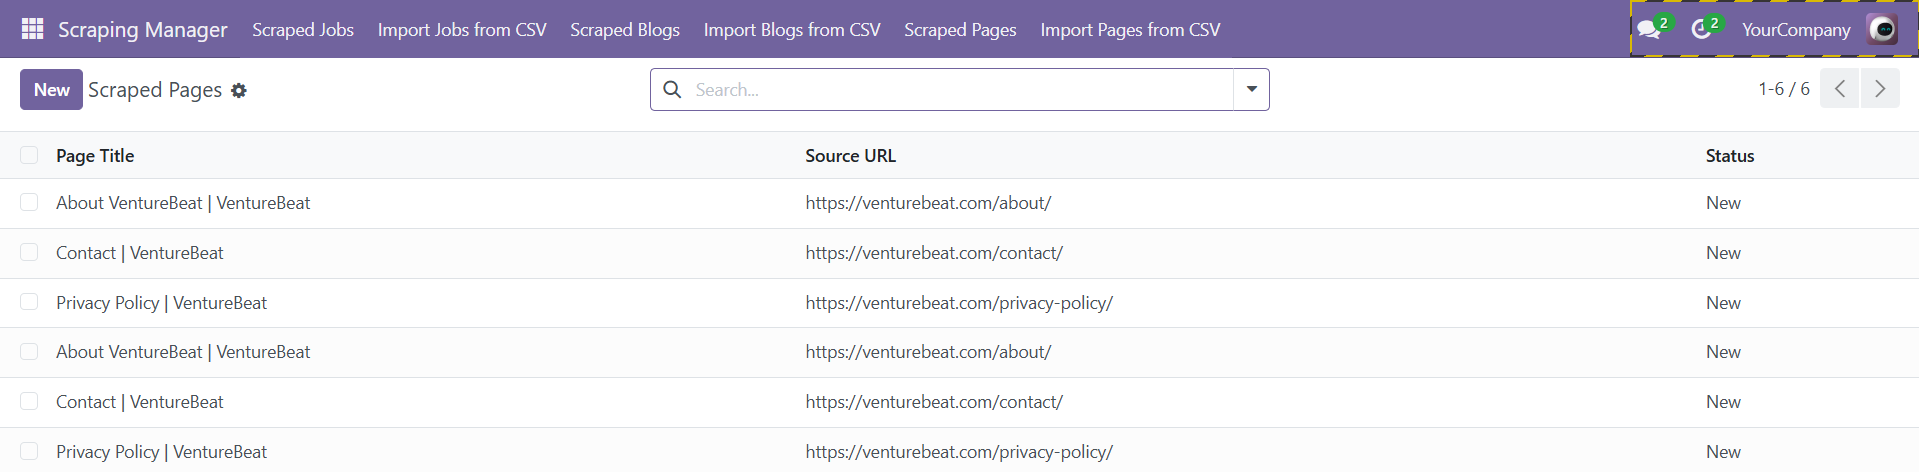 Scraping Manager Scraped Jobs Import Jobs from CSV Scraped Blogs Import Blogs from CSV Scraped Pages Import Pages from CSV 2 2 YourCompany
New Scraped Pages Search... 1-6 / 6
Page Title Source URL Status
About VentureBeat | VentureBeat https://venturebeat.com/about/ New
Contact | VentureBeat https://venturebeat.com/contact/ New
Privacy Policy | VentureBeat https://venturebeat.com/privacy-policy/ New
About VentureBeat | VentureBeat https://venturebeat.com/about/ New
Contact | VentureBeat https://venturebeat.com/contact/ New
Privacy Policy | VentureBeat https://venturebeat.com/privacy-policy/ New